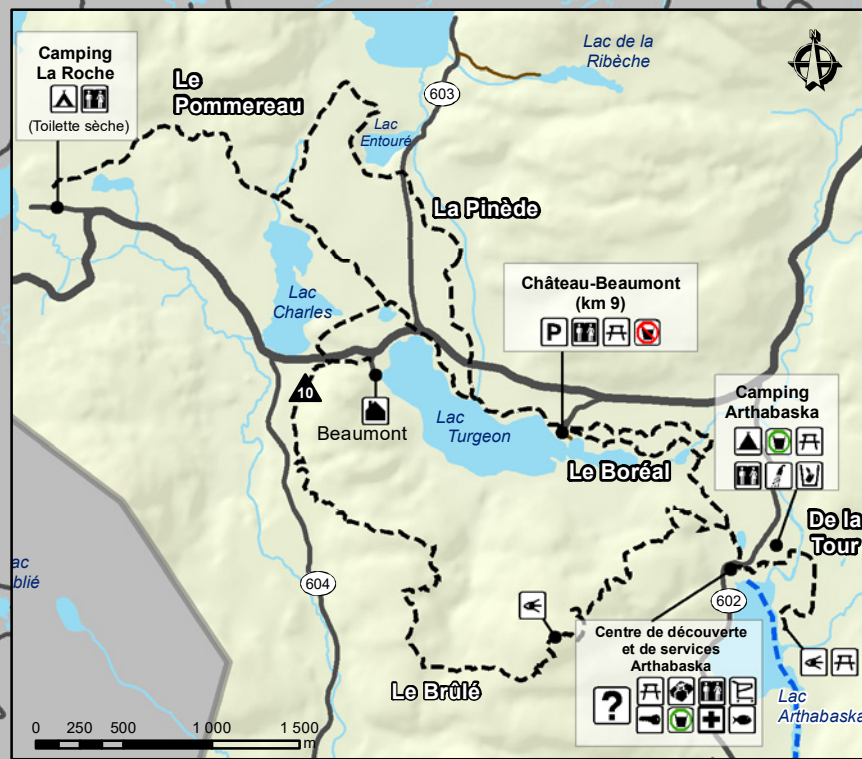 Camping
La Roche
(Toilette sèche)
Le
Pommereau
Lac de la
Ribèche
603
Lac
Entouré
La Pinède
Lac
Charles
Château-Beaumont
(km 9)
P
10
Beaumont
Lac
Turgeon
Le Boréal
Camping
Arthabaska
De la
Tour
ac
blié
604
602
Centre de découverte
et de services
Arthabaska
?
Le Brûlé
Lac
Arthabaska
0 250 500 1 000 1 500
m